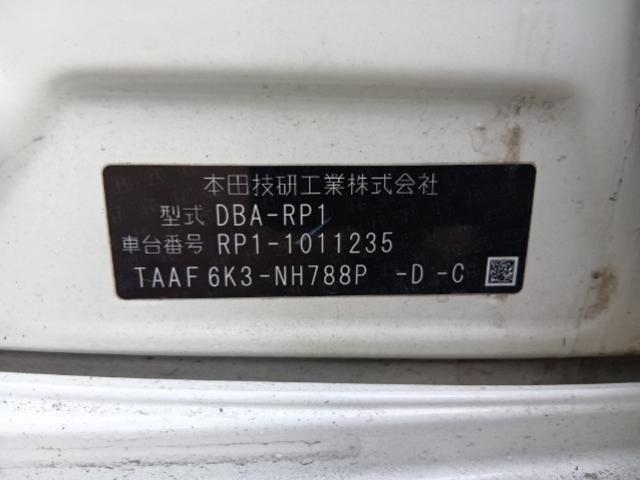 本田技研工業株式会社
型式 DBA-RP1
車台番号 RP1-1011235
TAAF 6K3-NH788P -D -C